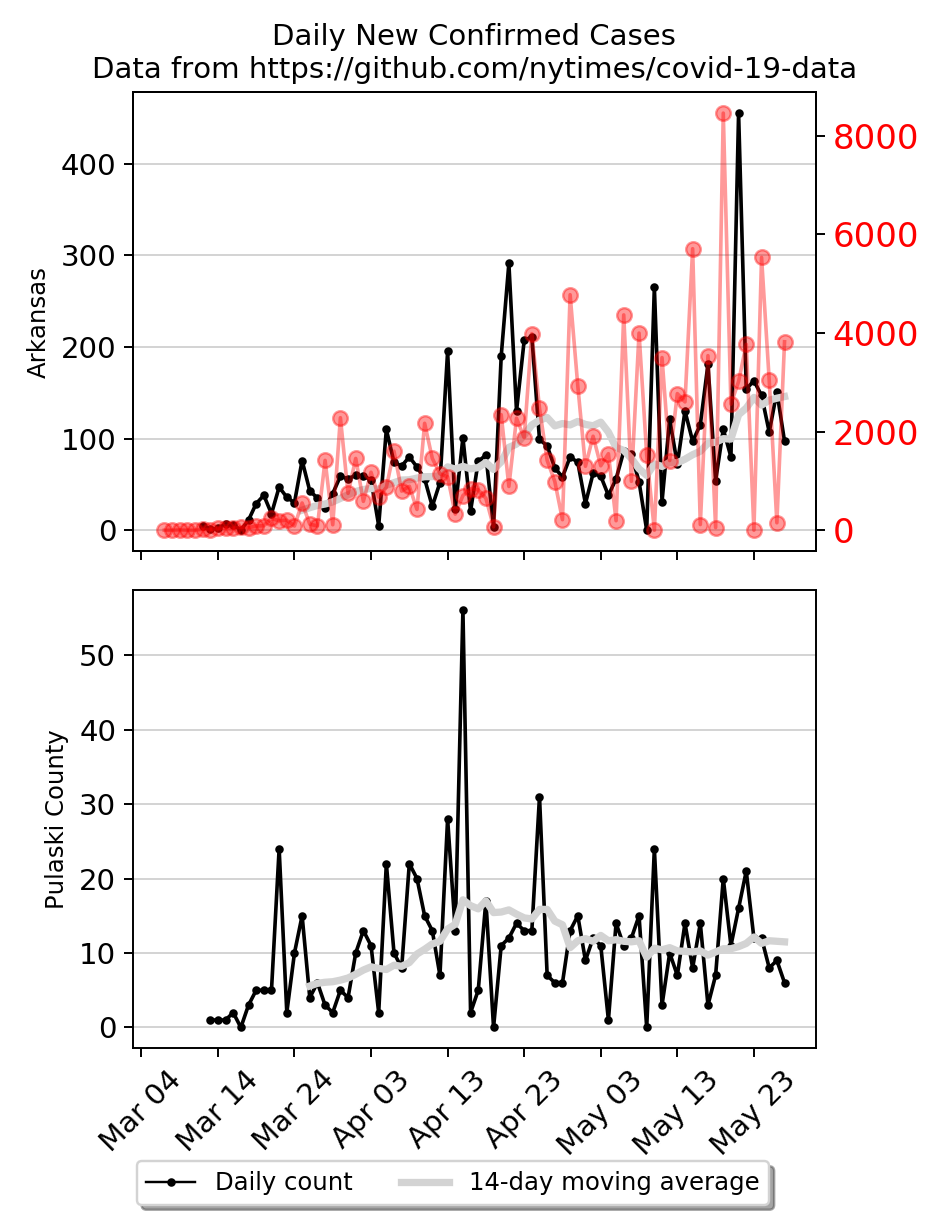 Daily New Confirmed Cases
Data from https://github.com/nytimes/covid-19-data
Arkansas
400
300
200
100
0
8000
6000
4000
2000
0
Pulaski County
50
40
30
20
10
0
Mar 04
Mar 14
Mar 24
Apr 03
Apr 13
Apr 23
May 03
May 13
May 23
Daily count
14-day moving average